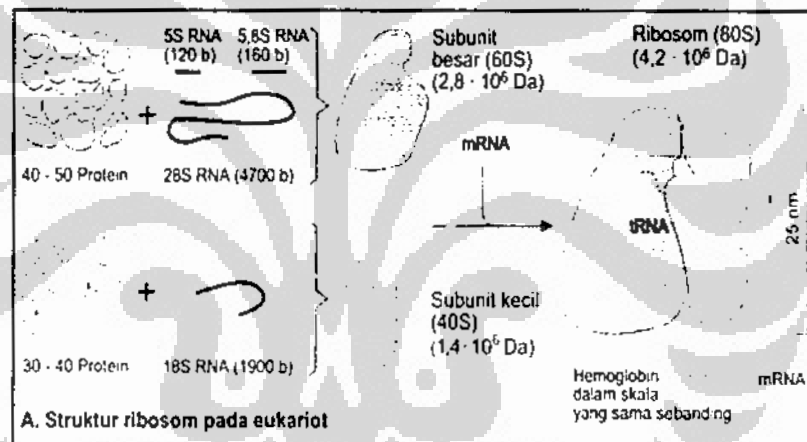 5S RNA
(120 b)
5,8S RNA
(160 b)
+
40 - 50 Protein
28S RNA (4700 b)
Subunit
besar (60S)
(2,8 · 10⁶ Da)
mRNA
Ribosom (80S)
(4,2 · 10⁶ Da)
tRNA
25 nm
+
30 - 40 Protein
18S RNA (1900 b)
Subunit kecil
(40S)
(1,4 · 10⁶ Da)
Hemoglobin
dalam skala
yang sama sebanding
mRNA
A. Struktur ribosom pada eukariot